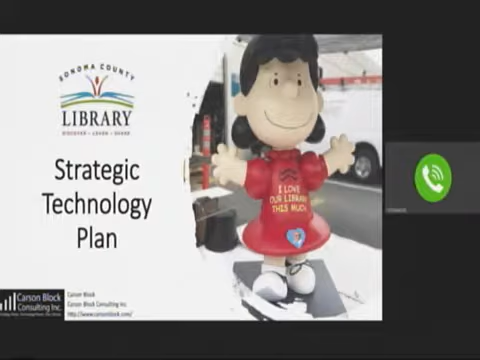 SONOMA COUNTY
LIBRARY
DISCOVER • LEARN • SHARE
Strategic
Technology
Plan
I LOVE
OUR LIBRARY
THIS MUCH
Carson Block
Consulting Inc.
Carson Block
Carson Block Consulting Inc.
http://www.carsonblock.com/